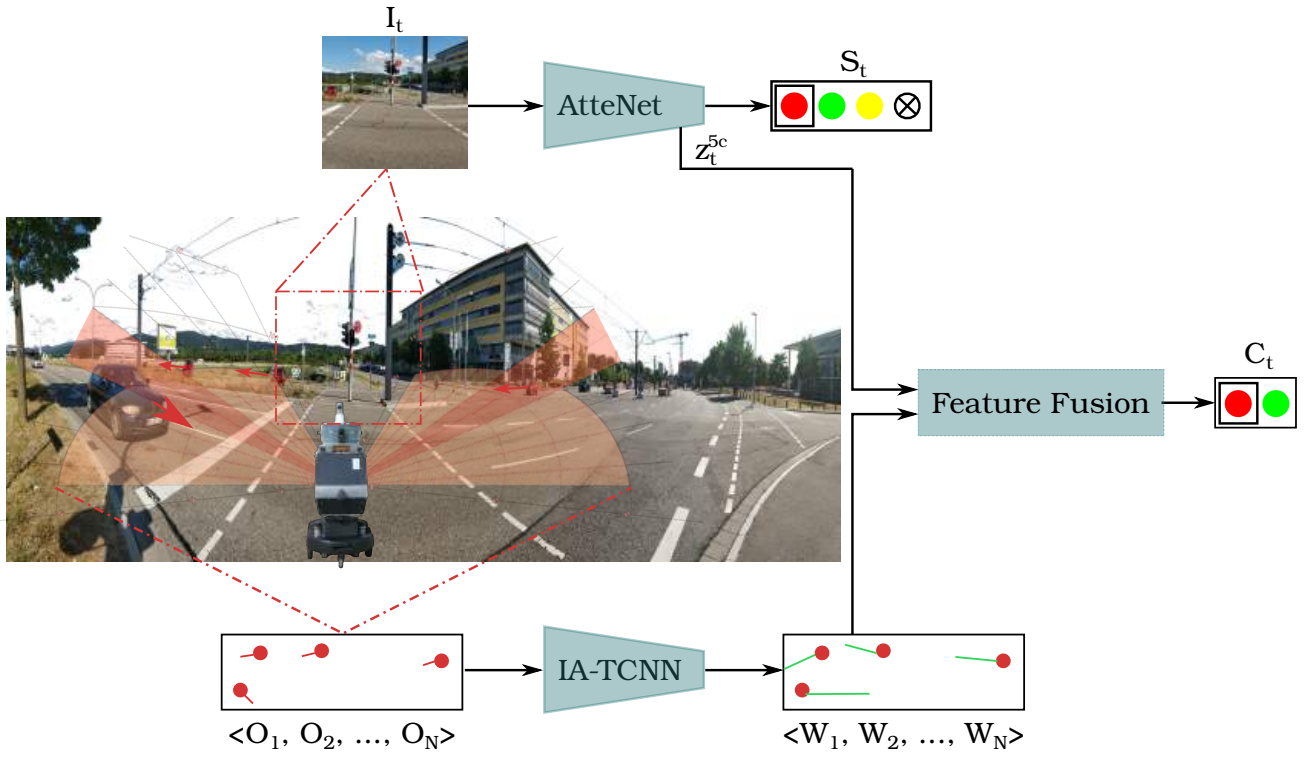 I_t
AtteNet
S_t
z_t^{5c}
C_t
Feature Fusion
IA-TCNN
<O_1, O_2, ..., O_N>
<W_1, W_2, ..., W_N>